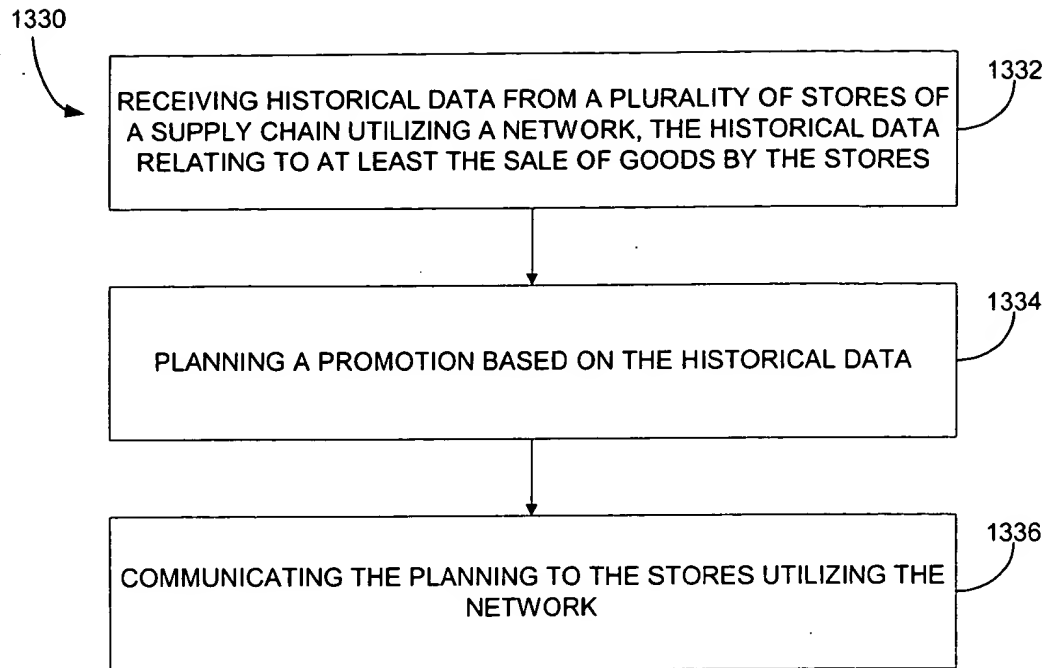 1330
1332
RECEIVING HISTORICAL DATA FROM A PLURALITY OF STORES OF
A SUPPLY CHAIN UTILIZING A NETWORK, THE HISTORICAL DATA
RELATING TO AT LEAST THE SALE OF GOODS BY THE STORES
1334
PLANNING A PROMOTION BASED ON THE HISTORICAL DATA
1336
COMMUNICATING THE PLANNING TO THE STORES UTILIZING THE
NETWORK